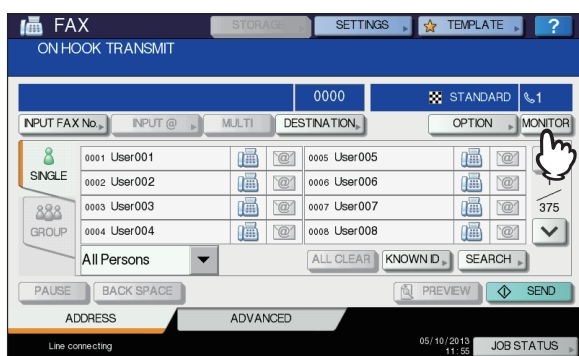 FAX STORAGE SETTINGS TEMPLATE ?
ON HOOK TRANSMIT
0000 STANDARD 1
INPUT FAX No. INPUT @ MULTI DESTINATION OPTION MONITOR
SINGLE
GROUP
0001 User001 0005 User005
0002 User002 0006 User006
0003 User003 0007 User007
0004 User004 0008 User008
1
375
All Persons ALL CLEAR KNOWN ID SEARCH
PAUSE BACK SPACE PREVIEW SEND
ADDRESS ADVANCED
Line connecting 05/10/2013
11:55 JOB STATUS